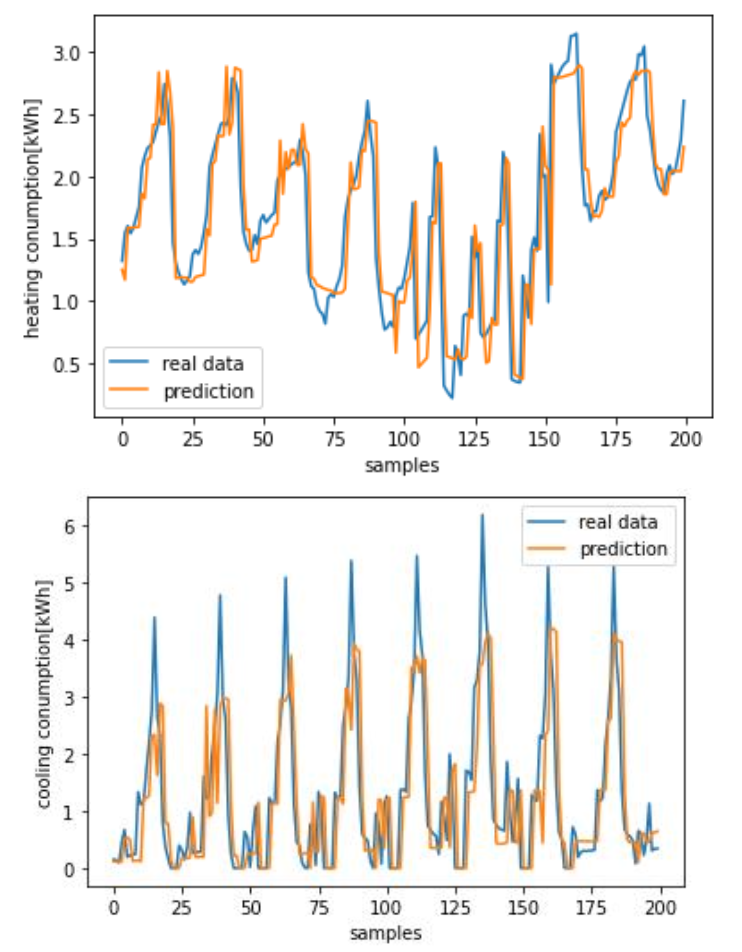 heating conumption[kWh]
3.0
2.5
2.0
1.5
1.0
0.5
real data
prediction
0 25 50 75 100 125 150 175 200
samples
cooling conumption[kWh]
6
5
4
3
2
1
0
real data
prediction
0 25 50 75 100 125 150 175 200
samples